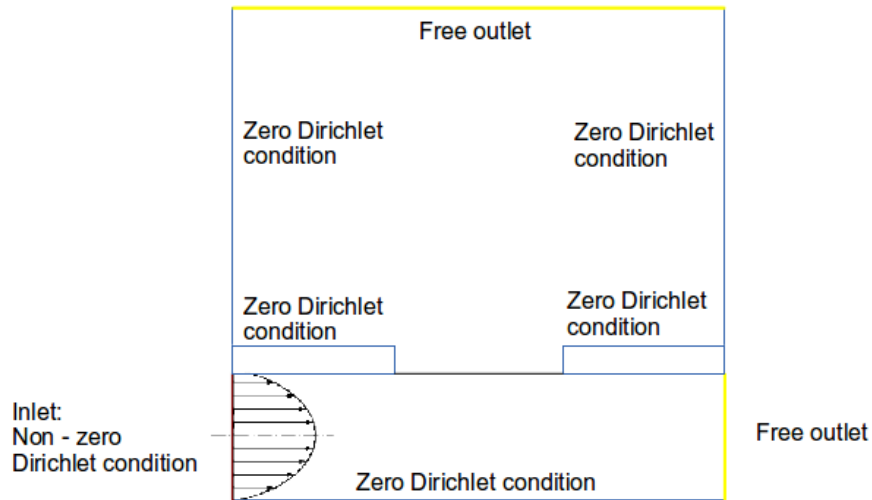 Free outlet
Zero Dirichlet
condition
Zero Dirichlet
condition
Zero Dirichlet
condition
Zero Dirichlet
condition
Inlet:
Non - zero
Dirichlet condition
Free outlet
Zero Dirichlet condition